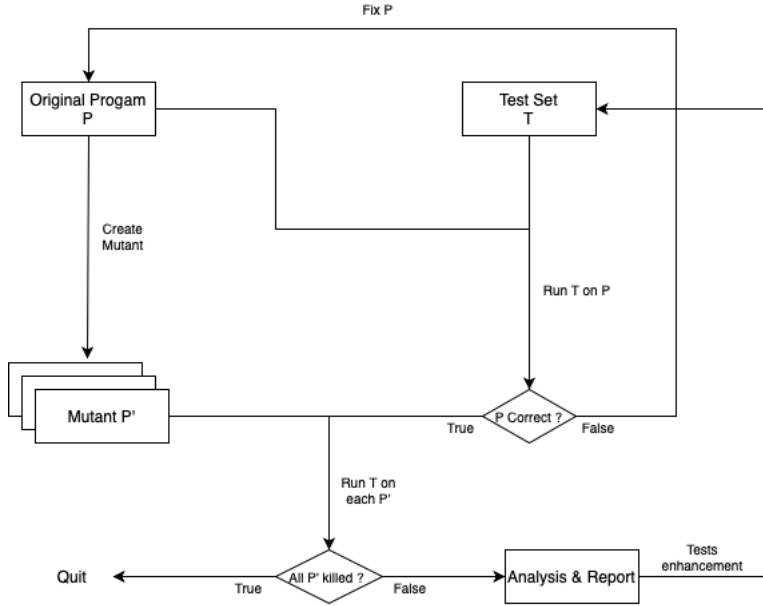 Fix P
Original Progam
P
Test Set
T
Create
Mutant
Run T on P
Mutant P'
P Correct ?
True
False
Run T on
each P'
Quit
True
All P' killed ?
False
Analysis & Report
Tests
enhancement